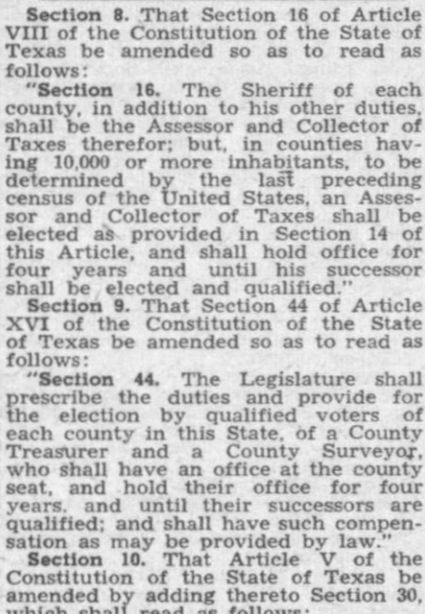 Section 8. That Section 16 of Article
VIII of the Constitution of the State of
Texas be amended so as to read as
follows:
"Section 16. The Sheriff of each
county, in addition to his other duties,
shall be the Assessor and Collector of
Taxes therefor; but, in counties hav-
ing 10,000 or more inhabitants, to be
determined by the last preceding
census of the United States, an Asses-
sor and Collector of Taxes shall be
elected as provided in Section 14 of
this Article, and shall hold office for
four years and until his successor
shall be elected and qualified."
Section 9. That Section 44 of Article
XVI of the Constitution of the State
of Texas be amended so as to read as
follows:
"Section 44. The Legislature shall
prescribe the duties and provide for
the election by qualified voters of
each county in this State, of a County
Treasurer and a County Surveyor,
who shall have an office at the county
seat, and hold their office for four
years. and until their successors are
qualified; and shall have such compen-
sation as may be provided by law."
Section 10. That Article V of the
Constitution of the State of Texas be
amended by adding thereto Section 30,
which shall read as follows: